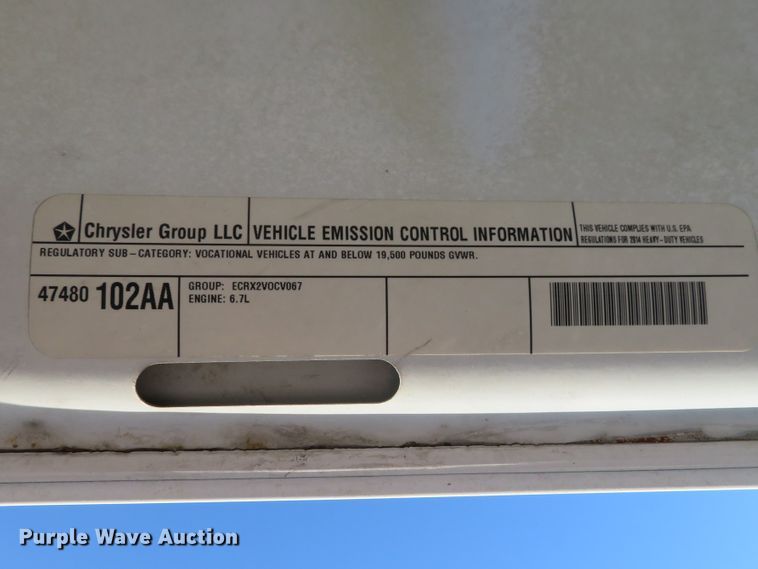 Chrysler Group LLC
VEHICLE EMISSION CONTROL INFORMATION
THIS VEHICLE COMPLIES WITH U.S. EPA
REGULATIONS FOR 2014 HEAVY-DUTY VEHICLES
REGULATORY SUB-CATEGORY: VOCATIONAL VEHICLES AT AND BELOW 19,500 POUNDS GVWR.
47480 102AA
GROUP: ECRX2VOCV067
ENGINE: 6.7L
Purple Wave Auction